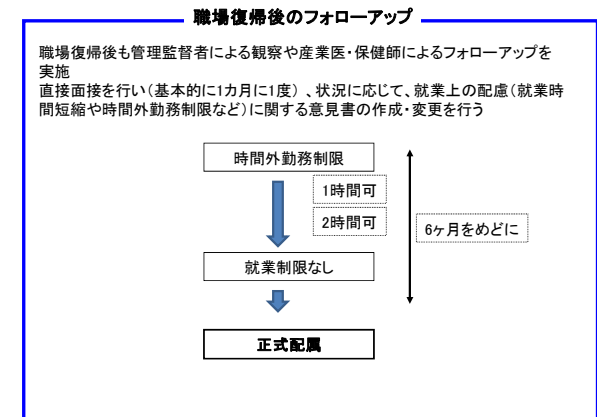 職場復帰後のフォローアップ
職場復帰後も管理監督者による観察や産業医・保健師によるフォローアップを
実施
直接面接を行い（基本的に1カ月に1度）、状況に応じて、就業上の配慮（就業時
間短縮や時間外勤務制限など）に関する意見書の作成・変更を行う
時間外勤務制限
1時間可
2時間可
6ヶ月をめどに
就業制限なし
正式配属